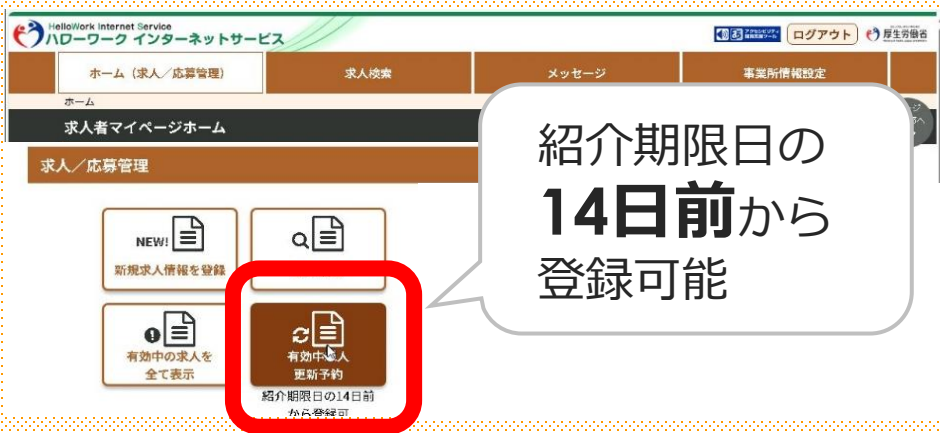 HelloWork Internet Service
ハローワーク インターネットサービス
ログアウト
厚生労働省
ホーム（求人／応募管理）
求人検索
メッセージ
事業所情報設定
ホーム
求人者マイページホーム
求人／応募管理
NEW!
新規求人情報を登録
有効中の求人を
全て表示
有効中求人
更新予約
紹介期限日の14日前
から登録可
紹介期限日の
14日前から
登録可能